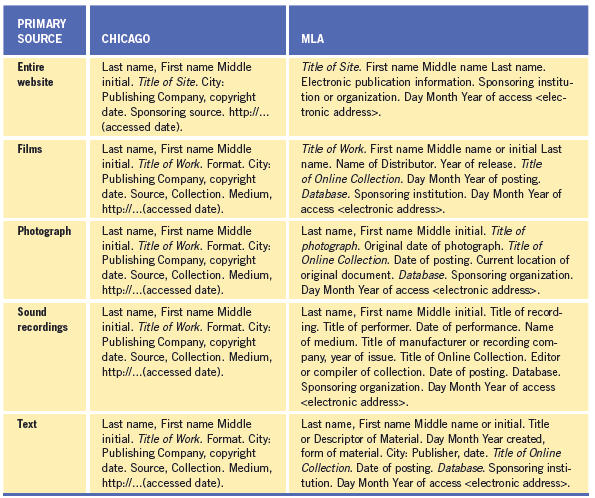 PRIMARY
SOURCE
CHICAGO
MLA
Entire
website
Last name, First name Middle
initial. Title of Site. City:
Publishing Company, copyright
date. Sponsoring source. http://...
(accessed date).
Title of Site. First name Middle name Last name.
Electronic publication information. Sponsoring institu-
tion or organization. Day Month Year of access <elec-
tronic address>.
Films
Last name, First name Middle
initial. Title of Work. Format. City:
Publishing Company, copyright
date. Source, Collection. Medium,
http://...(accessed date).
Title of Work. First name Middle name or initial Last
name. Name of Distributor. Year of release. Title
of Online Collection. Day Month Year of posting.
Database. Sponsoring institution. Day Month Year of
access <electronic address>.
Photograph
Last name, First name Middle
initial. Title of Work. Format. City:
Publishing Company, copyright
date. Source, Collection. Medium,
http://...(accessed date).
Last name, First name Middle initial. Title of
photograph. Original date of photograph. Title of
Online Collection. Date of posting. Current location of
original document. Database. Sponsoring organization.
Day Month Year of access <electronic address>.
Sound
recordings
Last name, First name Middle
initial. Title of Work. Format. City:
Publishing Company, copyright
date. Source, Collection. Medium,
http://...(accessed date).
Last name, First name Middle initial. Title of record-
ing. Title of performer. Date of performance. Name
of medium. Title of manufacturer or recording com-
pany, year of issue. Title of Online Collection. Editor
or compiler of collection. Date of posting. Database.
Sponsoring organization. Day Month Year of access
<electronic address>.
Text
Last name, First name Middle
initial. Title of Work. Format. City:
Publishing Company, copyright
date. Source, Collection. Medium,
http://...(accessed date).
Last name, First name Middle name or initial. Title
or Descriptor of Material. Day Month Year created,
form of material. City: Publisher, date. Title of Online
Collection. Date of posting. Database. Sponsoring insti-
tution. Day Month Year of access <electronic address>.